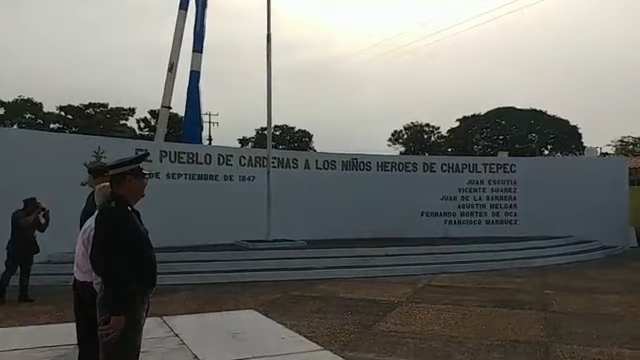 EL PUEBLO DE CARDENAS A LOS NIÑOS HEROES DE CHAPULTEPEC
DE SEPTIEMBRE DE 1847
JUAN ESCUTIA
VICENTE SUAREZ
JUAN DE LA BARRERA
AGUSTIN MELGAR
FERNANDO MONTES DE OCA
FRANCISCO MARQUEZ